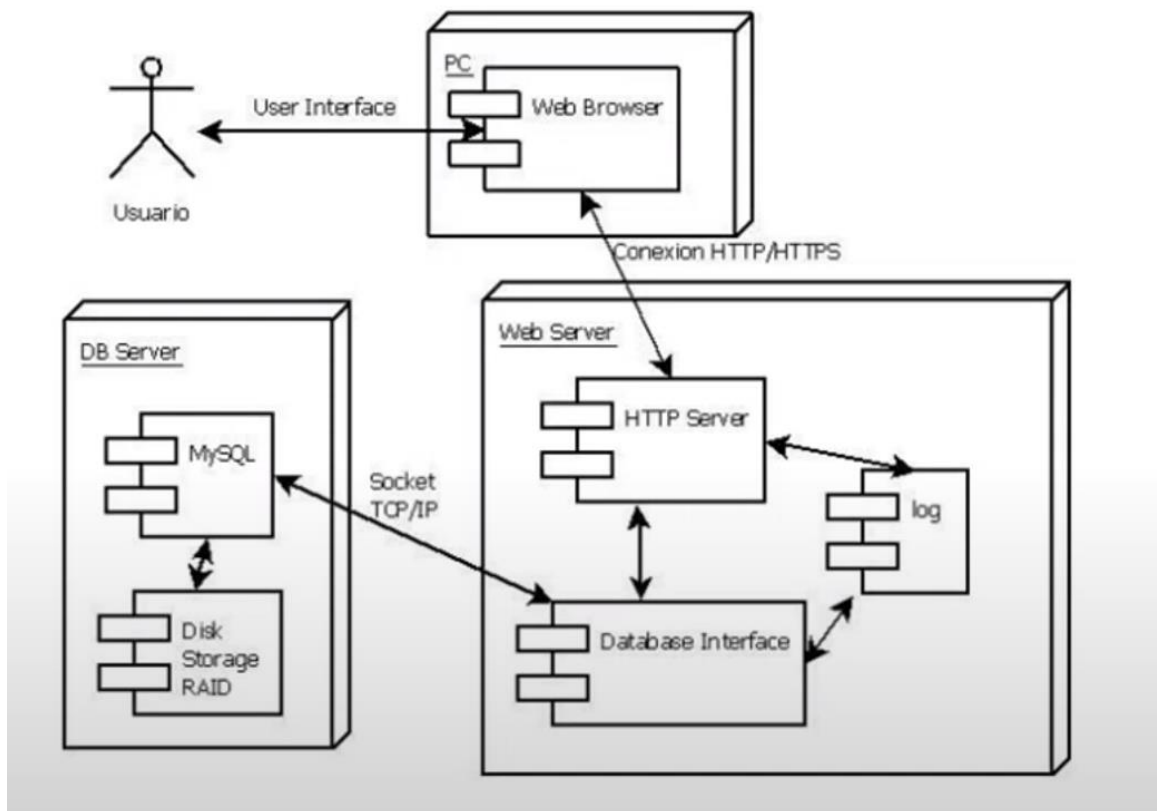 PC
User Interface
Web Browser
Usuario
Conexion HTTP/HTTPS
DB Server
Web Server
HTTP Server
MySQL
Socket
TCP/IP
log
Disk
Storage
RAID
Database Interface